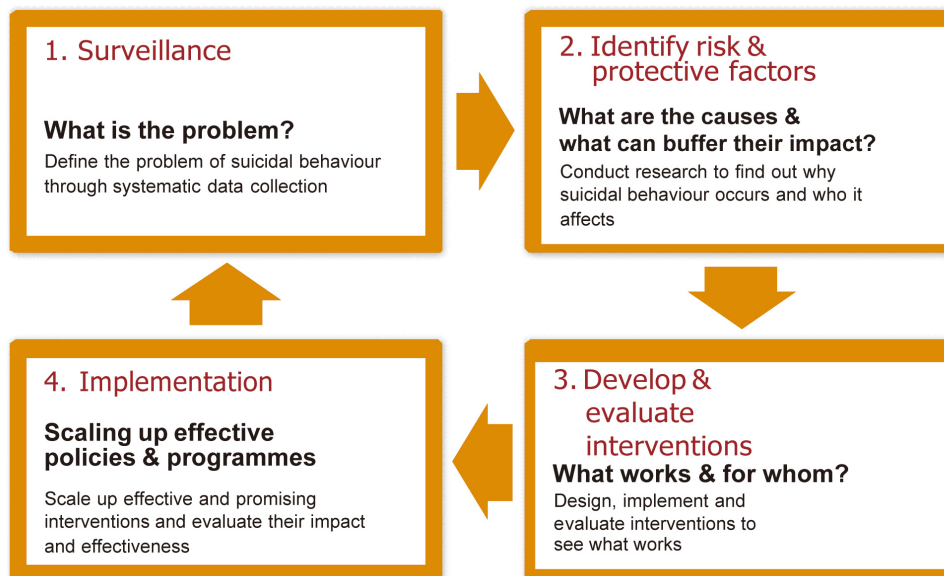 1. Surveillance
What is the problem?
Define the problem of suicidal behaviour
through systematic data collection
2. Identify risk &
protective factors
What are the causes &
what can buffer their impact?
Conduct research to find out why
suicidal behaviour occurs and who it
affects
3. Develop &
evaluate
interventions
What works & for whom?
Design, implement and
evaluate interventions to
see what works
4. Implementation
Scaling up effective
policies & programmes
Scale up effective and promising
interventions and evaluate their impact
and effectiveness